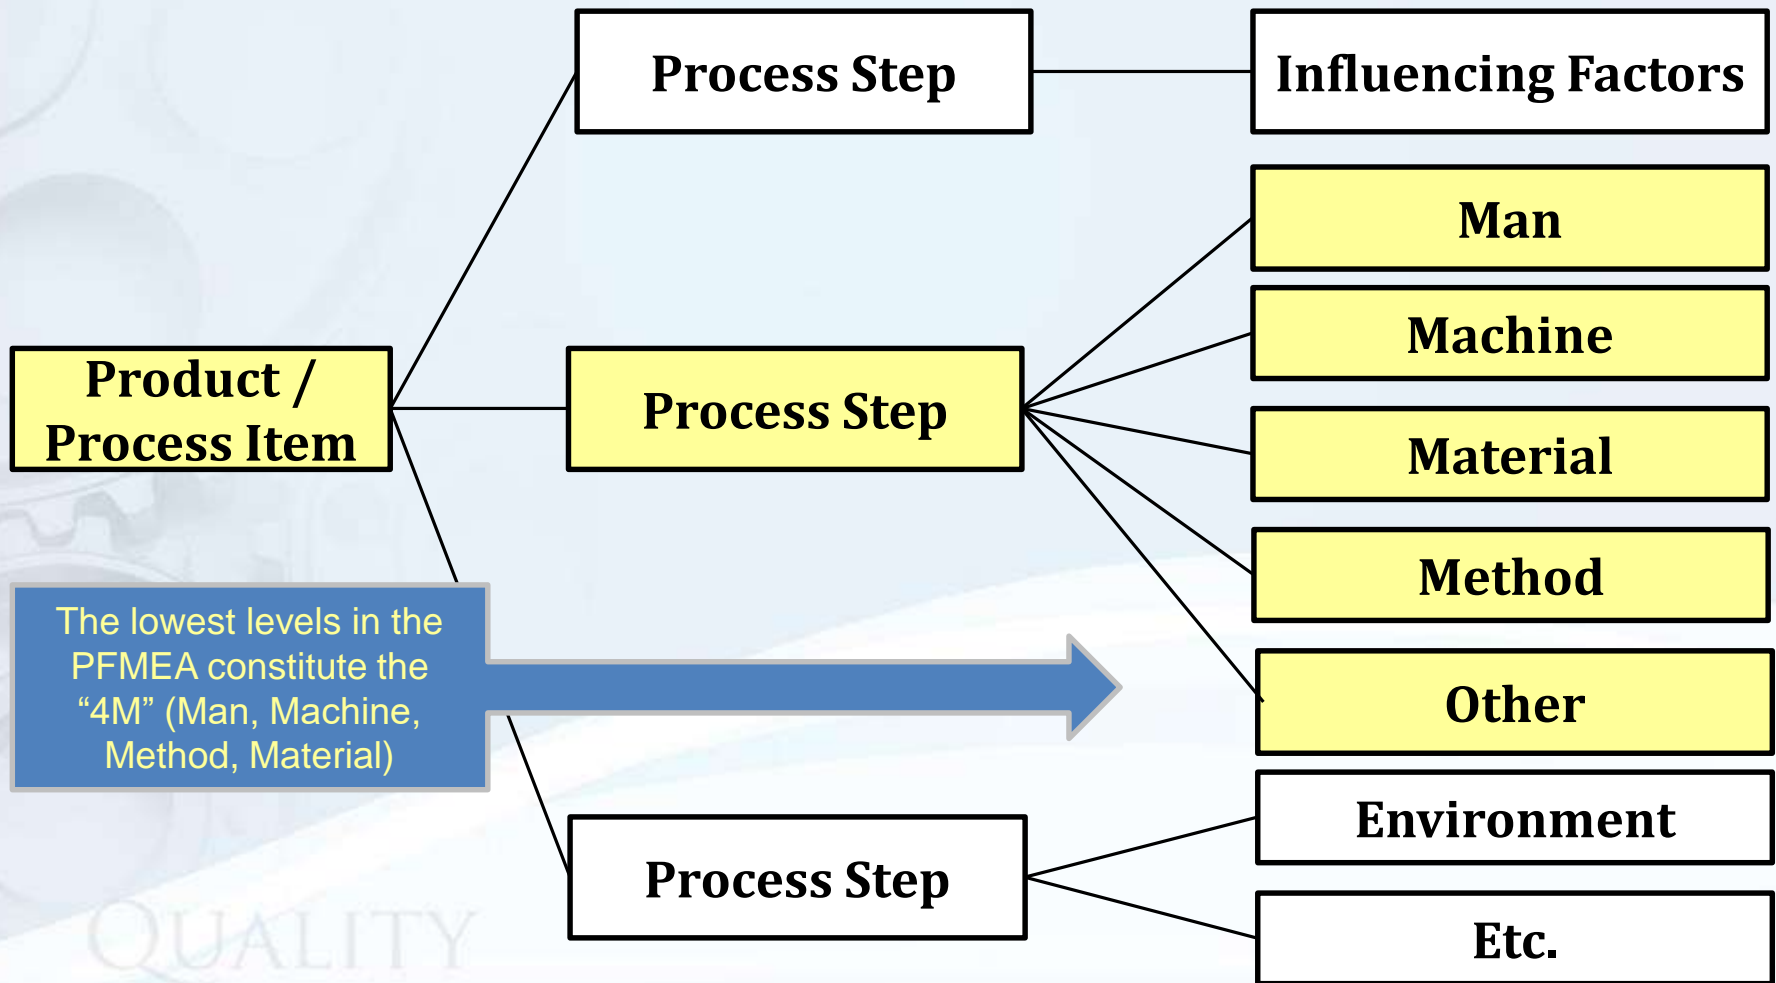 Process Step
Influencing Factors
Man
Machine
Product /
Process Item
Process Step
Material
Method
The lowest levels in the
PFMEA constitute the
“4M” (Man, Machine,
Method, Material)
Other
Environment
Process Step
Etc.
QUALITY